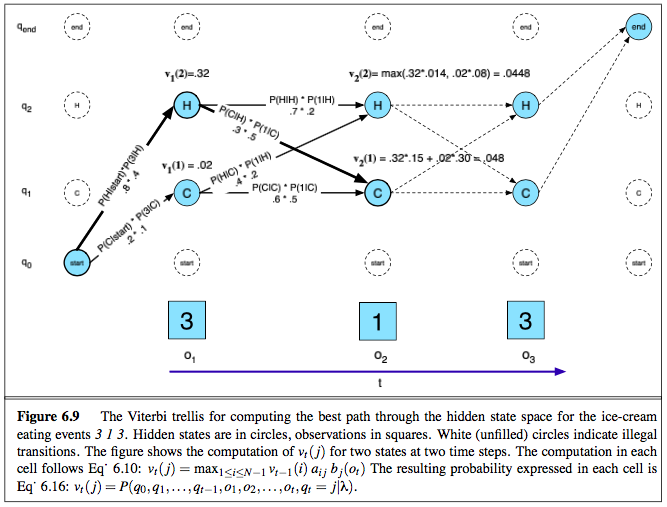 q_end
end
end
end
end
end
v_1(2)=.32
v_2(2)= max(.32*.014, .02*.08) = .0448
q_2
H
H
P(H|H) * P(1|H)
.7 * .2
H
H
H
P(C|H) * P(1|C)
.3 * .5
P(H|start)*P(3|H)
.8 * .4
v_1(1) = .02
P(H|C) * P(1|H)
.4 * .2
v_2(1) = .32*.15 + .02*.30 = .048
q_1
C
C
P(C|C) * P(1|C)
.6 * .5
C
C
C
P(C|start) * P(3|C)
.2 * .1
q_0
start
start
start
start
start
3
1
3
o_1
o_2
o_3
t
Figure 6.9 The Viterbi trellis for computing the best path through the hidden state space for the ice-cream
eating events 3 1 3. Hidden states are in circles, observations in squares. White (unfilled) circles indicate illegal
transitions. The figure shows the computation of v_t(j) for two states at two time steps. The computation in each
cell follows Eq˙ 6.10: v_t(j) = max_{1≤i≤N−1} v_{t−1}(i) a_{ij} b_j(o_t) The resulting probability expressed in each cell is
Eq˙ 6.16: v_t(j) = P(q_0,q_1,...,q_{t−1},o_1,o_2,...,o_t,q_t = j|λ).